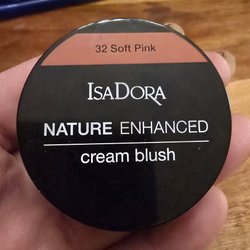 32 Soft Pink
IsaDora
NATURE ENHANCED
cream blush